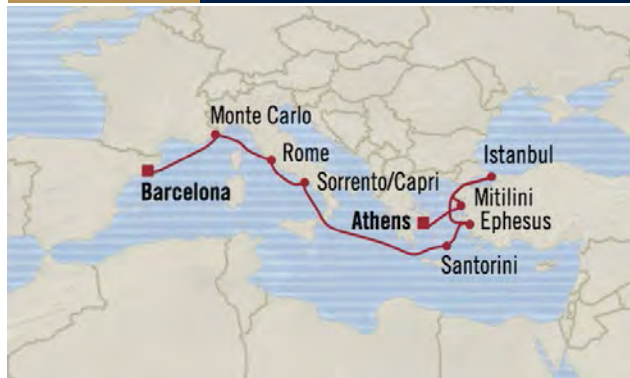 Monte Carlo
Rome
Istanbul
Barcelona
Sorrento/Capri
Mitilini
Athens
Ephesus
Santorini